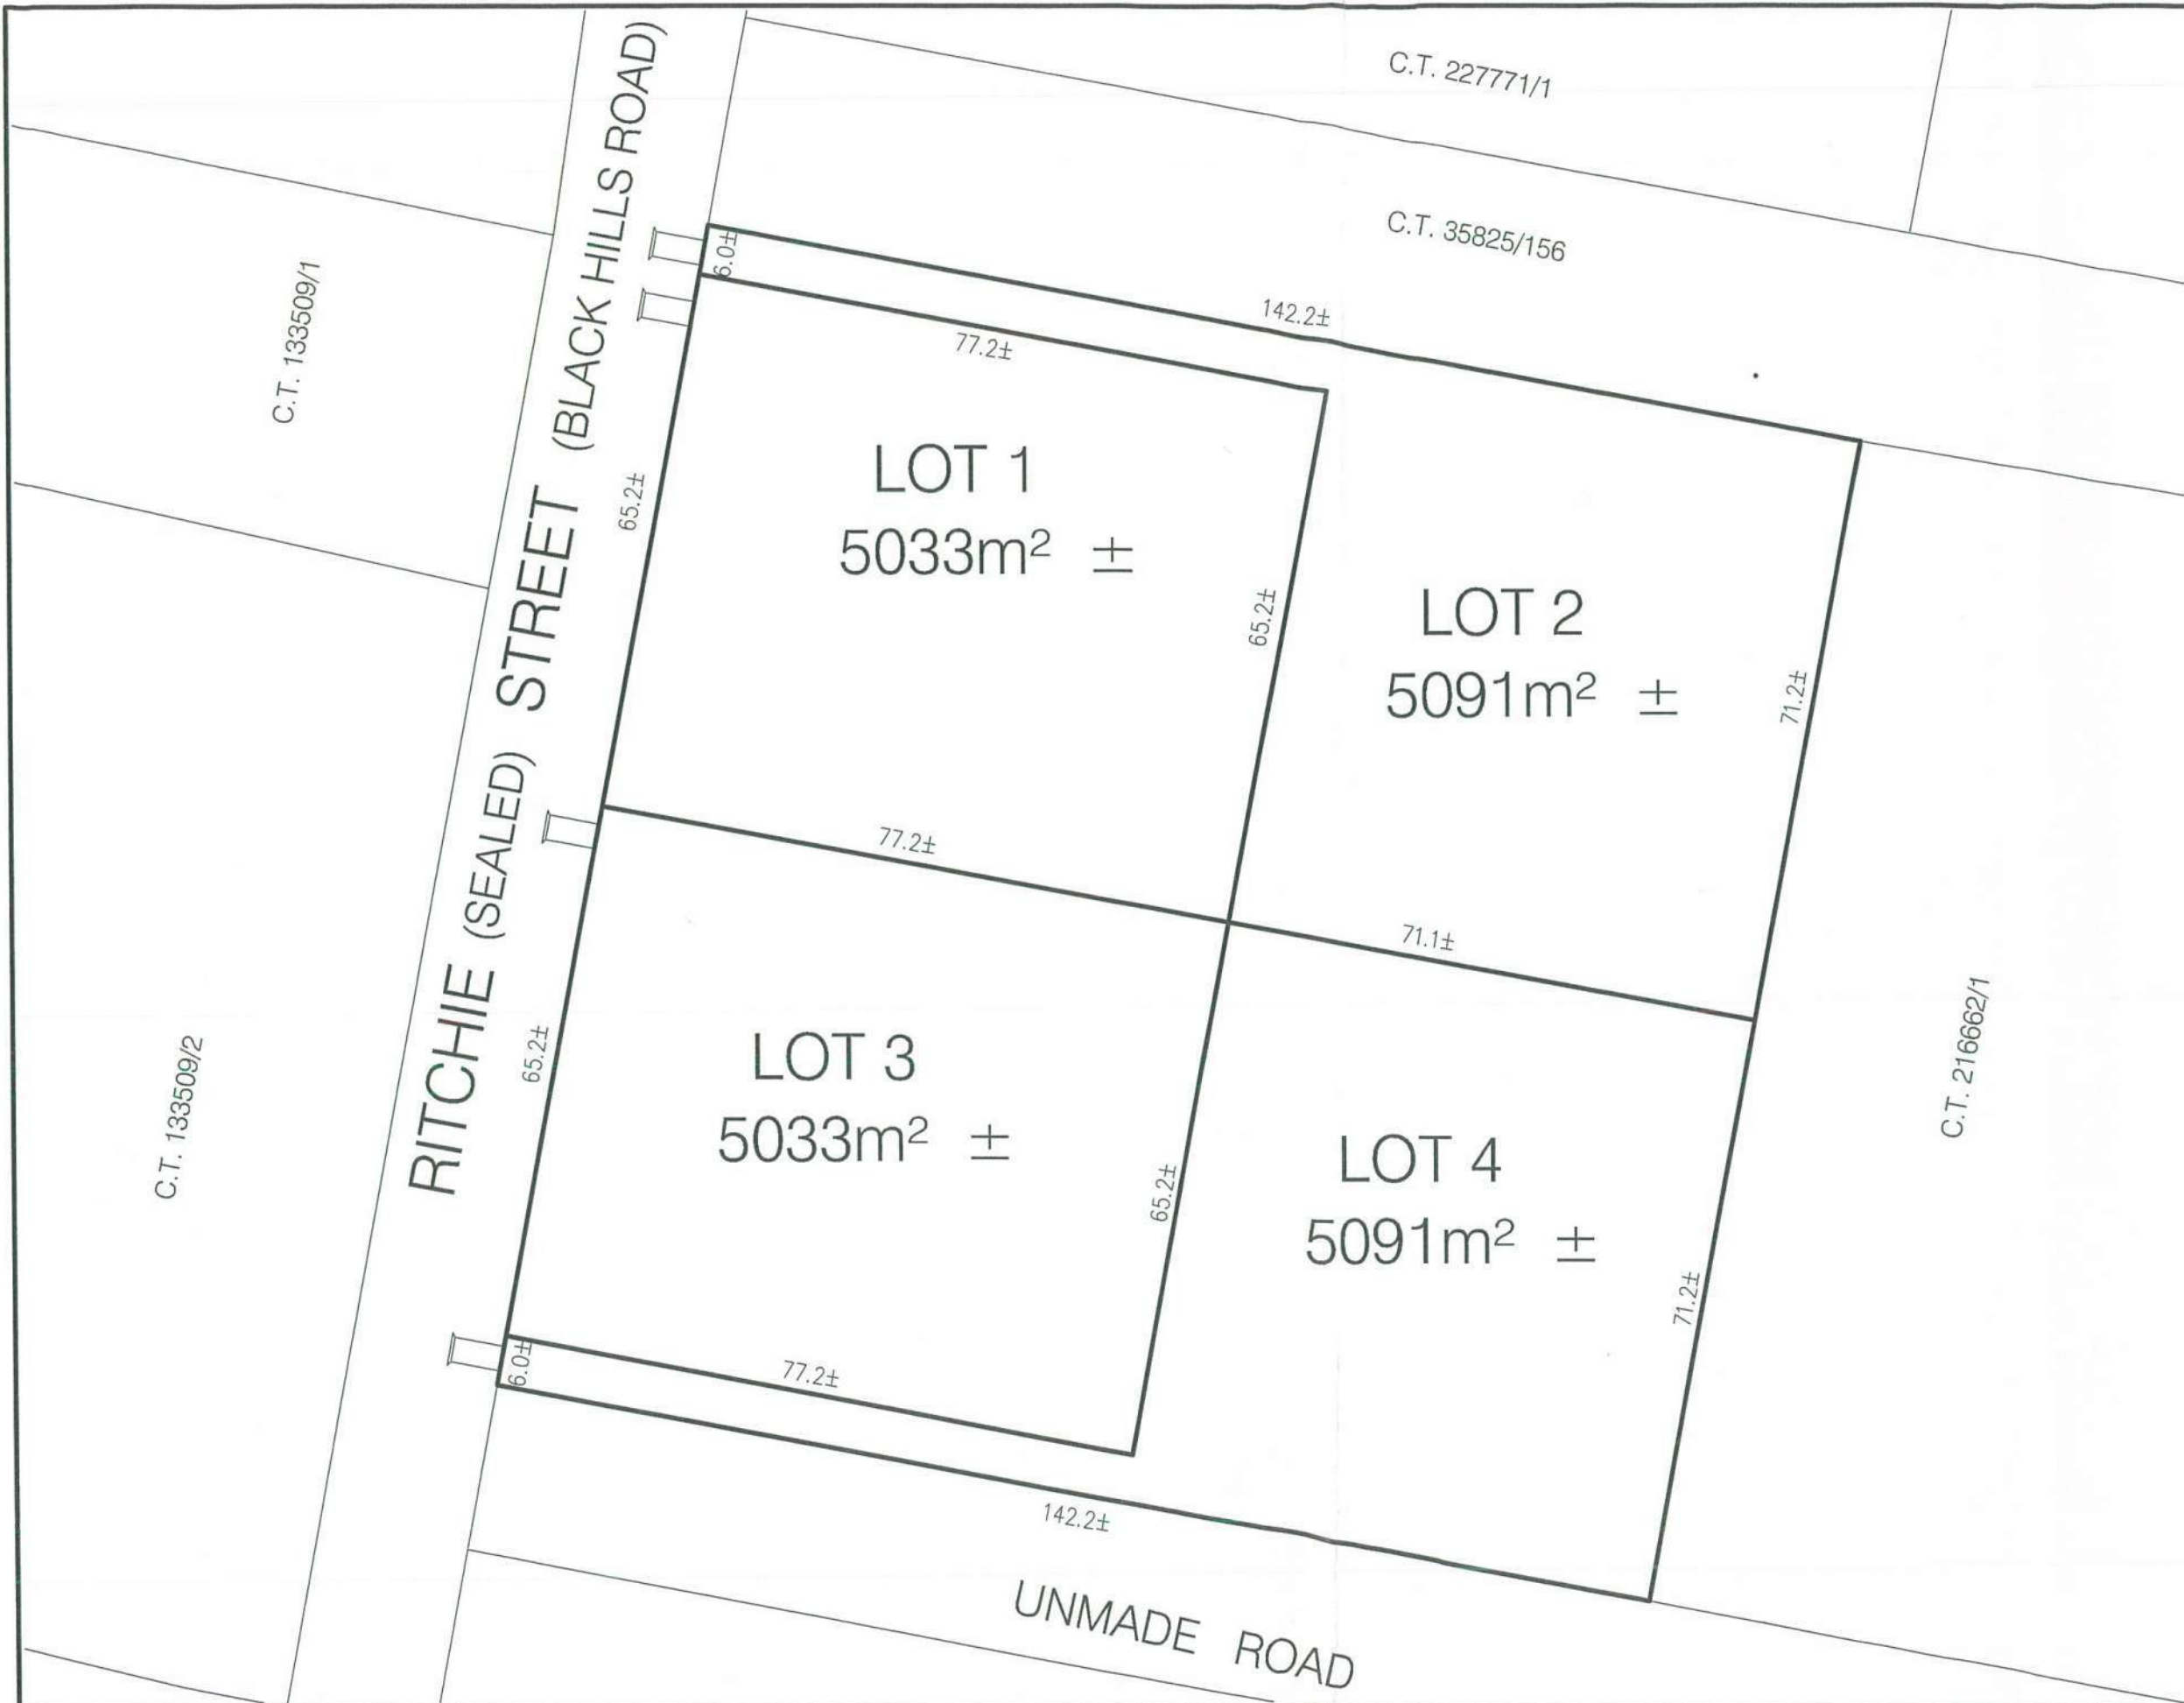 C.T. 227771/1
C.T. 35825/156
C.T. 133509/1
C.T. 133509/2
C.T. 216662/1
RITCHIE (SEALED) STREET (BLACK HILLS ROAD)
6.0±
142.2±
77.2±
65.2±
LOT 1
5033m² ±
65.2±
LOT 2
5091m² ±
71.2±
77.2±
71.1±
65.2±
LOT 3
5033m² ±
65.2±
LOT 4
5091m² ±
71.2±
6.0±
77.2±
142.2±
UNMADE ROAD